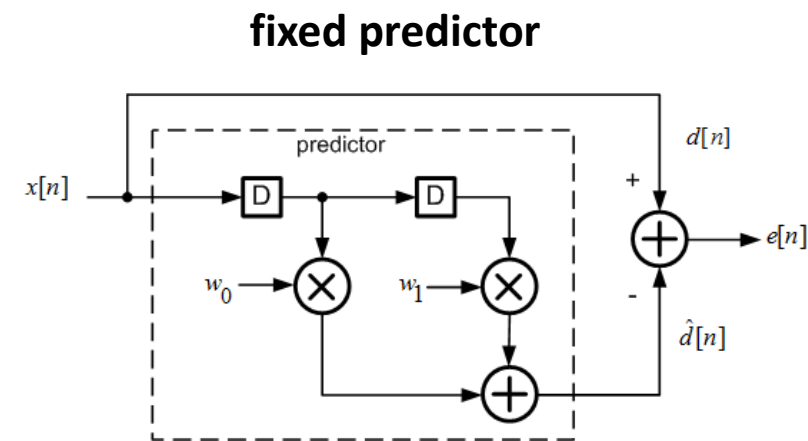 fixed predictor
predictor
d[n]
x[n]
D
D
+
e[n]
w0
w1
-
d̂[n]